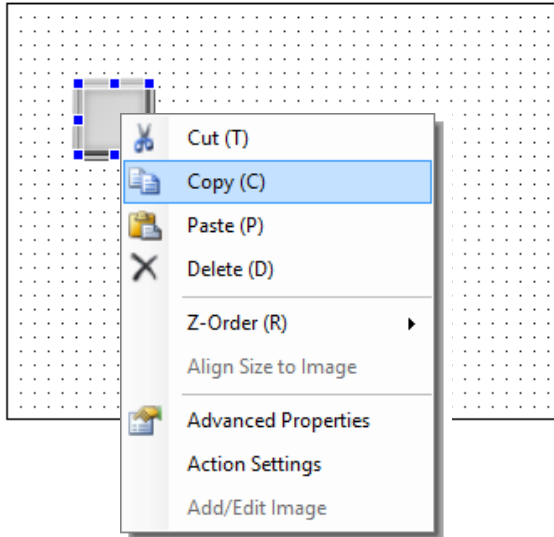 Cut (T)
Copy (C)
Paste (P)
Delete (D)
Z-Order (R)
Align Size to Image
Advanced Properties
Action Settings
Add/Edit Image